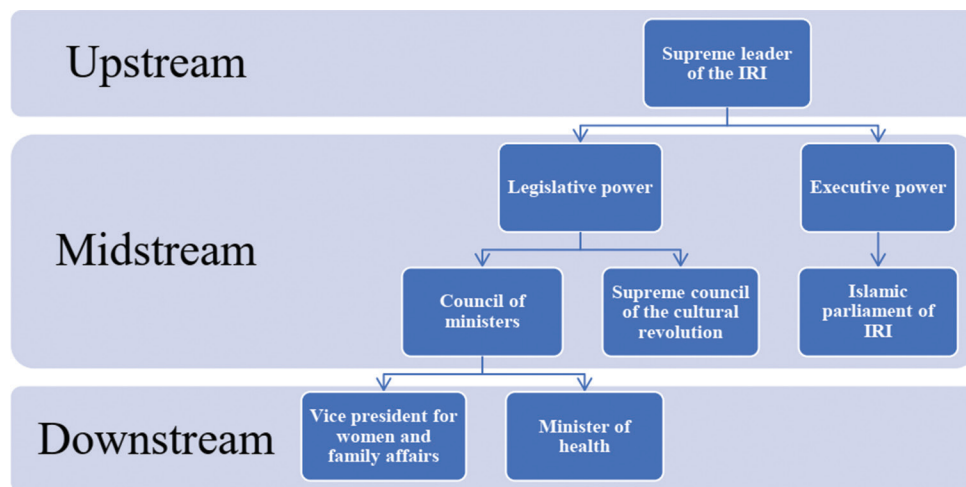 Upstream
Supreme leader
of the IRI
Midstream
Legislative power
Executive power
Council of
ministers
Supreme council
of the cultural
revolution
Islamic
parliament of
IRI
Downstream
Vice president for
women and
family affairs
Minister of
health